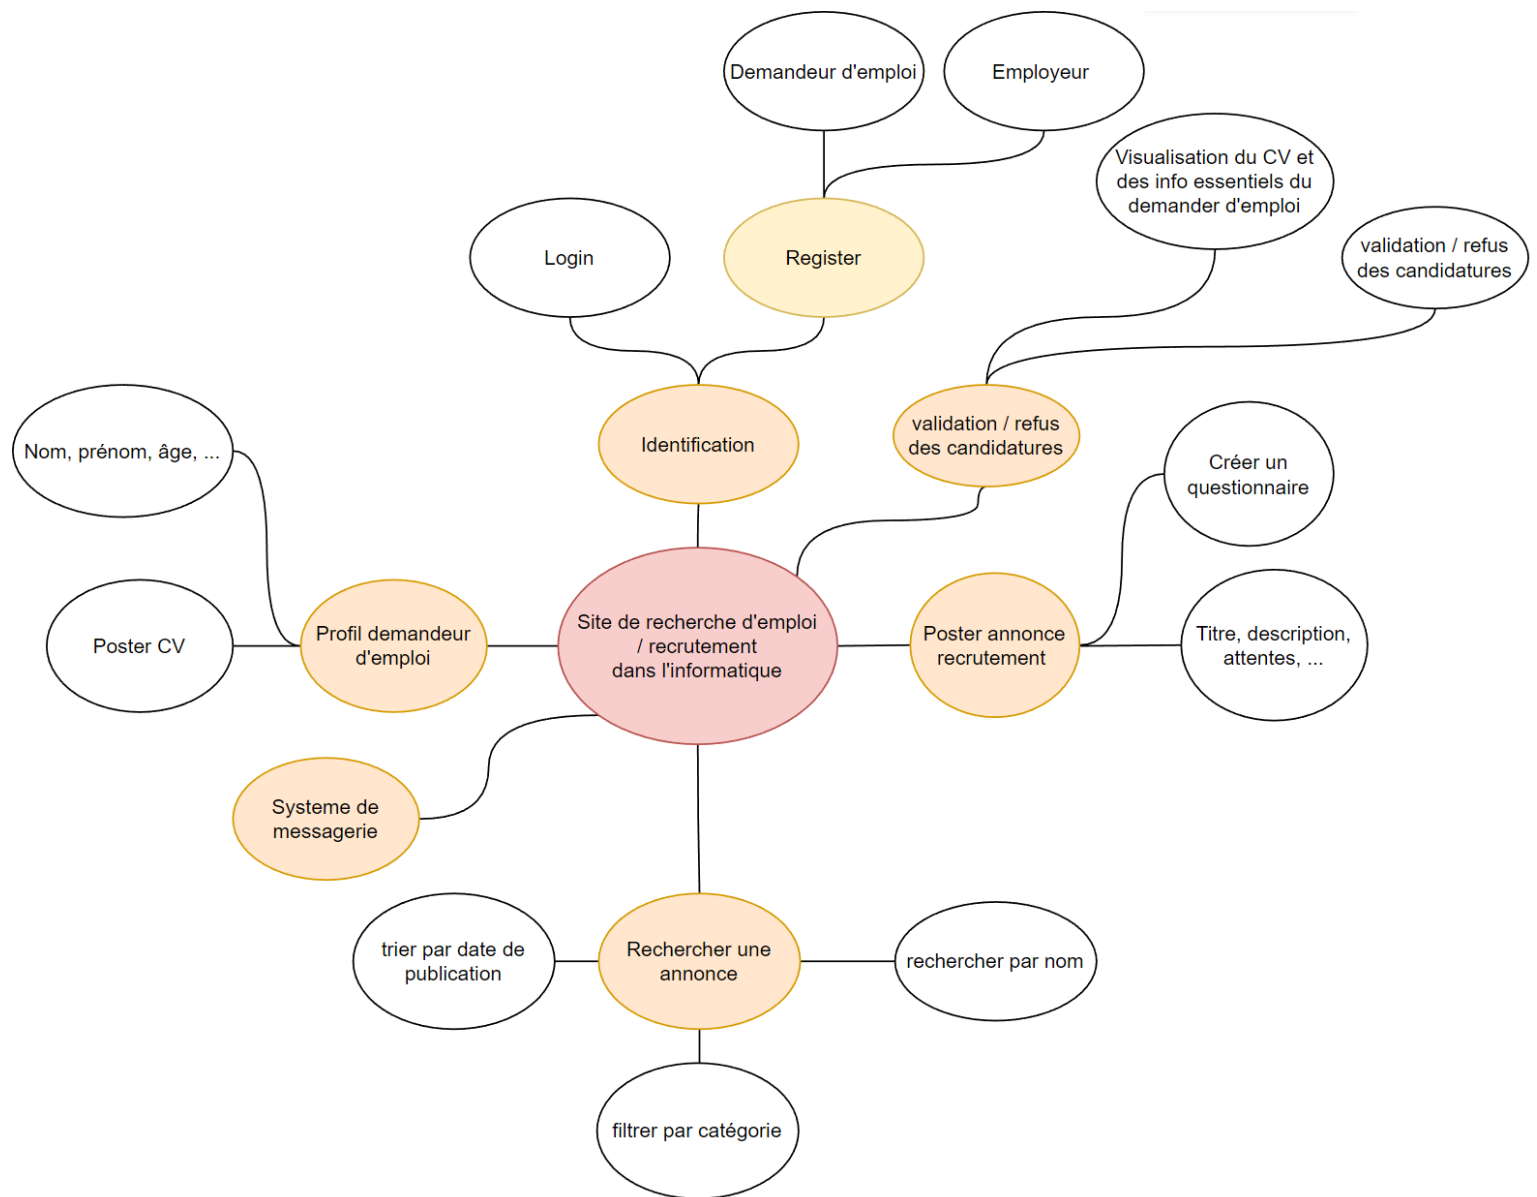 Demandeur d'emploi
Employeur
Visualisation du CV et
des info essentiels du
demander d'emploi
validation / refus
des candidatures
Login
Register
Identification
validation / refus
des candidatures
Nom, prénom, âge, ...
Créer un
questionnaire
Poster CV
Profil demandeur
d'emploi
Site de recherche d'emploi
/ recrutement
dans l'informatique
Poster annonce
recrutement
Titre, description,
attentes, ...
Systeme de
messagerie
trier par date de
publication
Rechercher une
annonce
rechercher par nom
filtrer par catégorie